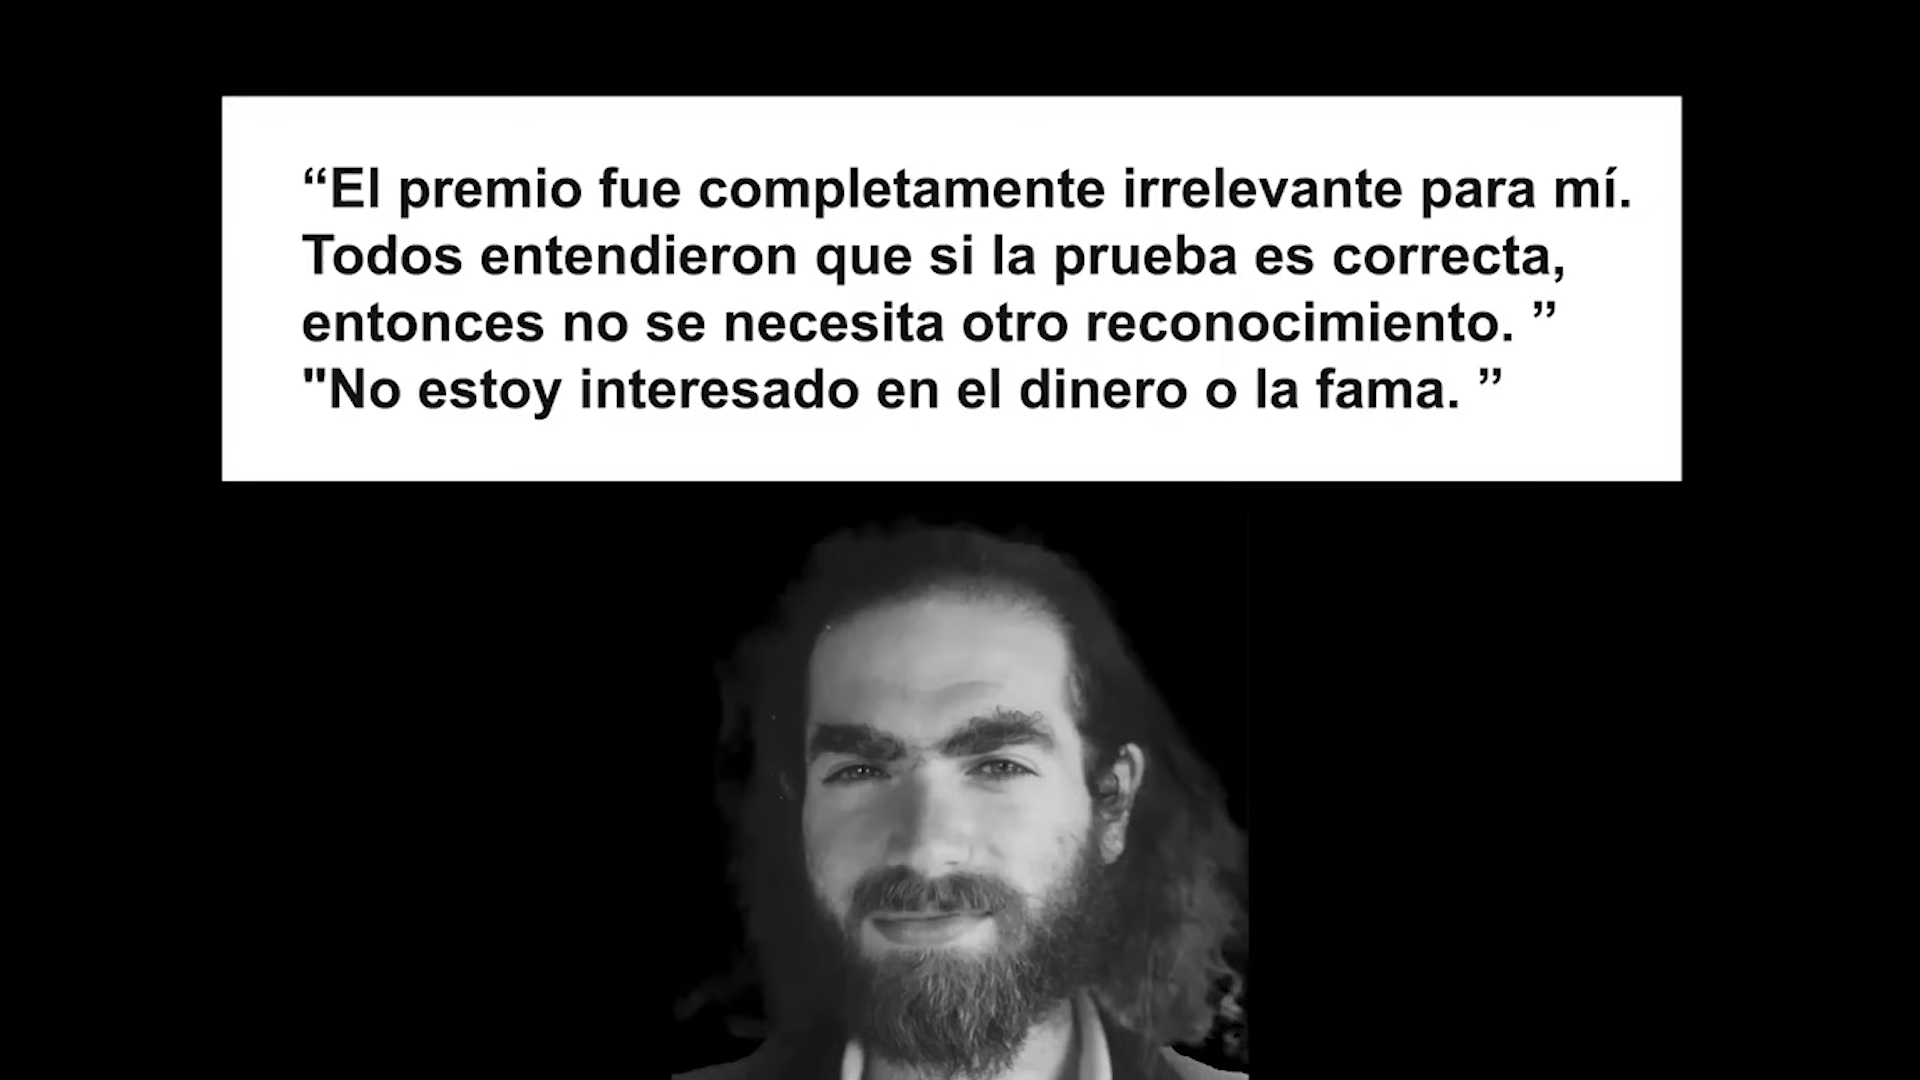 “El premio fue completamente irrelevante para mí.
Todos entendieron que si la prueba es correcta,
entonces no se necesita otro reconocimiento. ”
"No estoy interesado en el dinero o la fama. ”